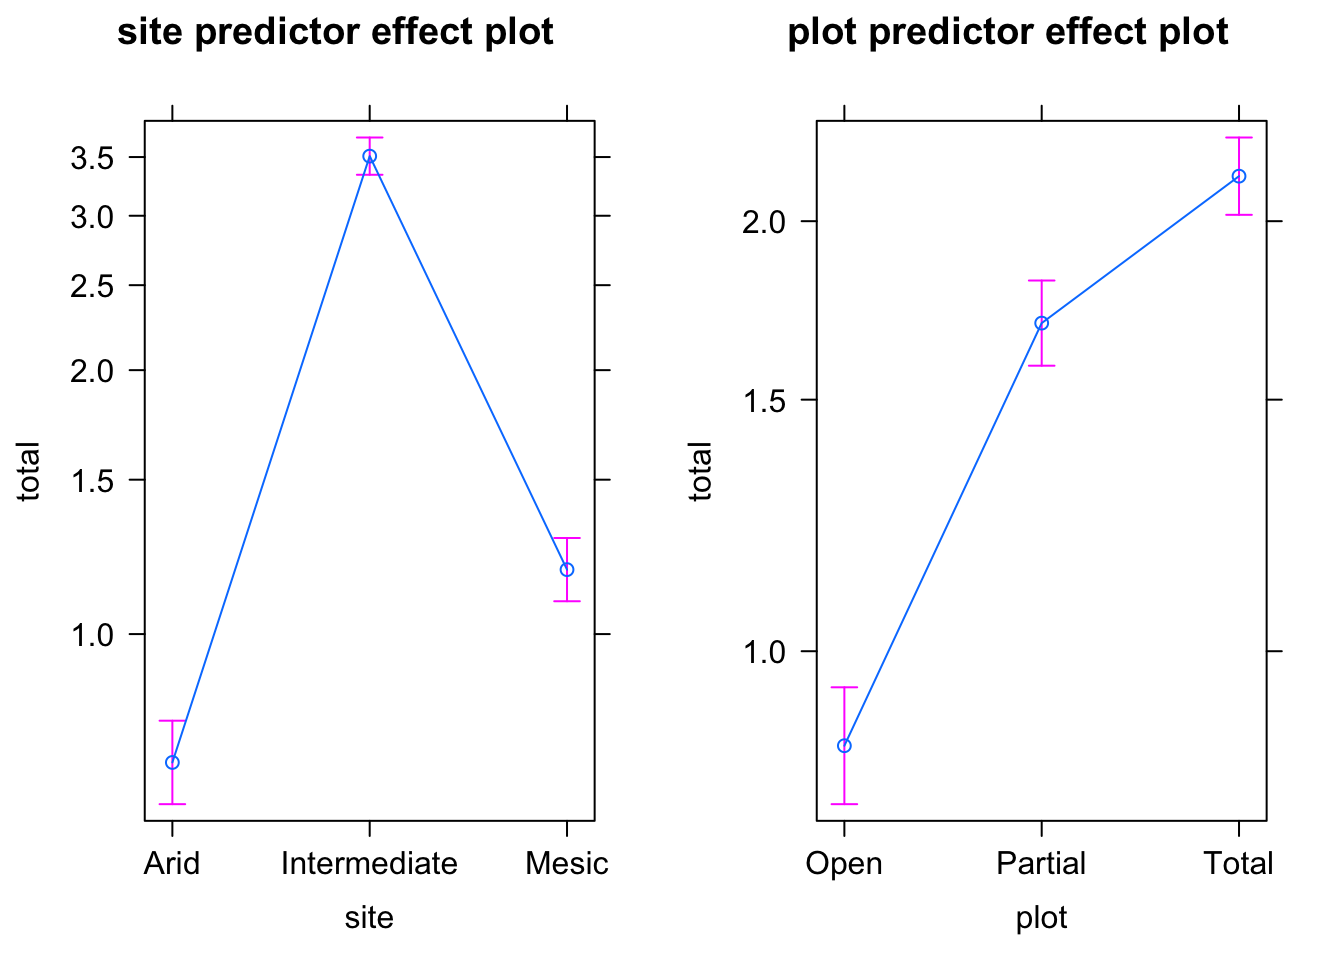 site predictor effect plot
total
3.5
3.0
2.5
2.0
1.5
1.0
Arid Intermediate Mesic
site
plot predictor effect plot
total
2.0
1.5
1.0
Open Partial Total
plot